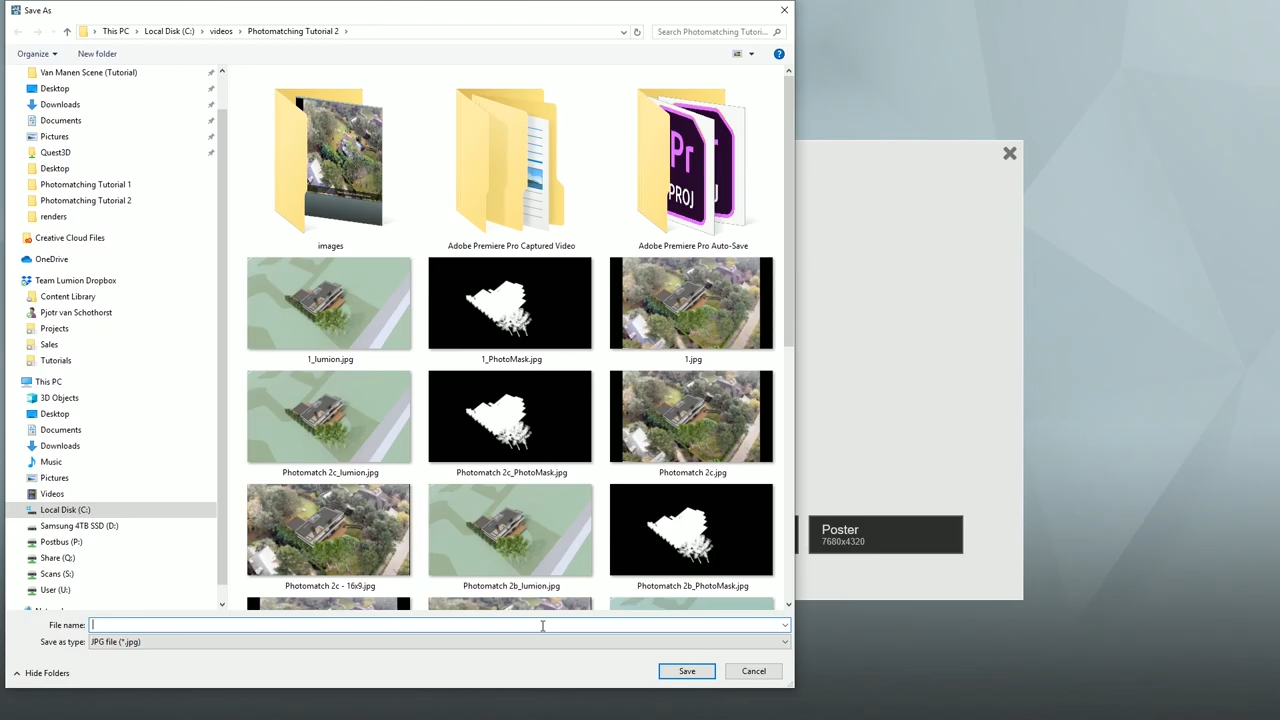 Save As
This PC > Local Disk (C:) > videos > Photomatching Tutorial 2 >
Search Photomatching Tutori...
Organize
New folder
Van Manen Scene (Tutorial)
Desktop
Downloads
Documents
Pictures
Quest3D
Desktop
Photomatching Tutorial 1
Photomatching Tutorial 2
renders
Creative Cloud Files
OneDrive
Team Lumion Dropbox
Content Library
Pjotr van Schothorst
Projects
Sales
Tutorials
This PC
3D Objects
Desktop
Documents
Downloads
Music
Pictures
Videos
Local Disk (C:)
Samsung 4TB SSD (D:)
Postbus (P:)
Share (Q:)
Scans (S:)
User (U:)
Pr
PROJ
images
Adobe Premiere Pro Captured Video
Adobe Premiere Pro Auto-Save
1_lumion.jpg
1_PhotoMask.jpg
1.jpg
Photomatch 2c_lumion.jpg
Photomatch 2c_PhotoMask.jpg
Photomatch 2c.jpg
Photomatch 2c - 16x9.jpg
Photomatch 2b_lumion.jpg
Photomatch 2b_PhotoMask.jpg
File name:
Save as type: JPG file (*.jpg)
Hide Folders
Save
Cancel
Poster
7680x4320